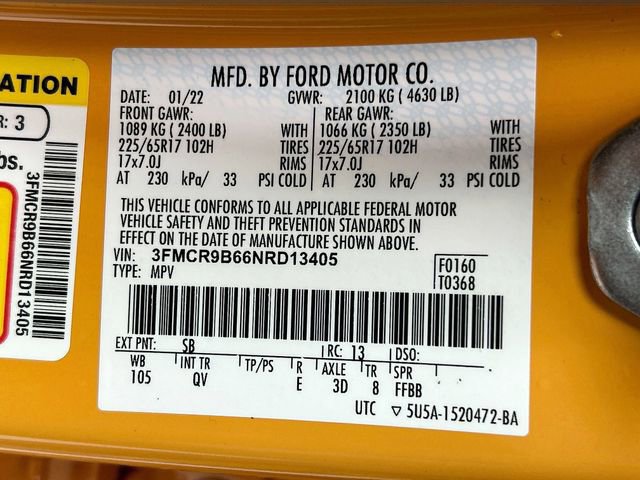 ATION
R: 3
bs.
3FMCR9B66NRD13405
MFD. BY FORD MOTOR CO.
DATE: 01/22 GVWR: 2100 KG ( 4630 LB)
FRONT GAWR: REAR GAWR:
1089 KG ( 2400 LB) WITH 1066 KG ( 2350 LB) WITH
225/65R17 102H TIRES 225/65R17 102H TIRES
17x7.0J RIMS 17x7.0J RIMS
AT 230 kPa/ 33 PSI COLD AT 230 kPa/ 33 PSI COLD
THIS VEHICLE CONFORMS TO ALL APPLICABLE FEDERAL MOTOR
VEHICLE SAFETY AND THEFT PREVENTION STANDARDS IN
EFFECT ON THE DATE OF MANUFACTURE SHOWN ABOVE.
VIN: 3FMCR9B66NRD13405
TYPE: MPV
F0160
T0368
EXT PNT: SB RC: 13 DSO:
WB INT TR TP/PS R AXLE TR SPR
105 QV E 3D 8 FFBB
UTC ▽ 5U5A-1520472-BA